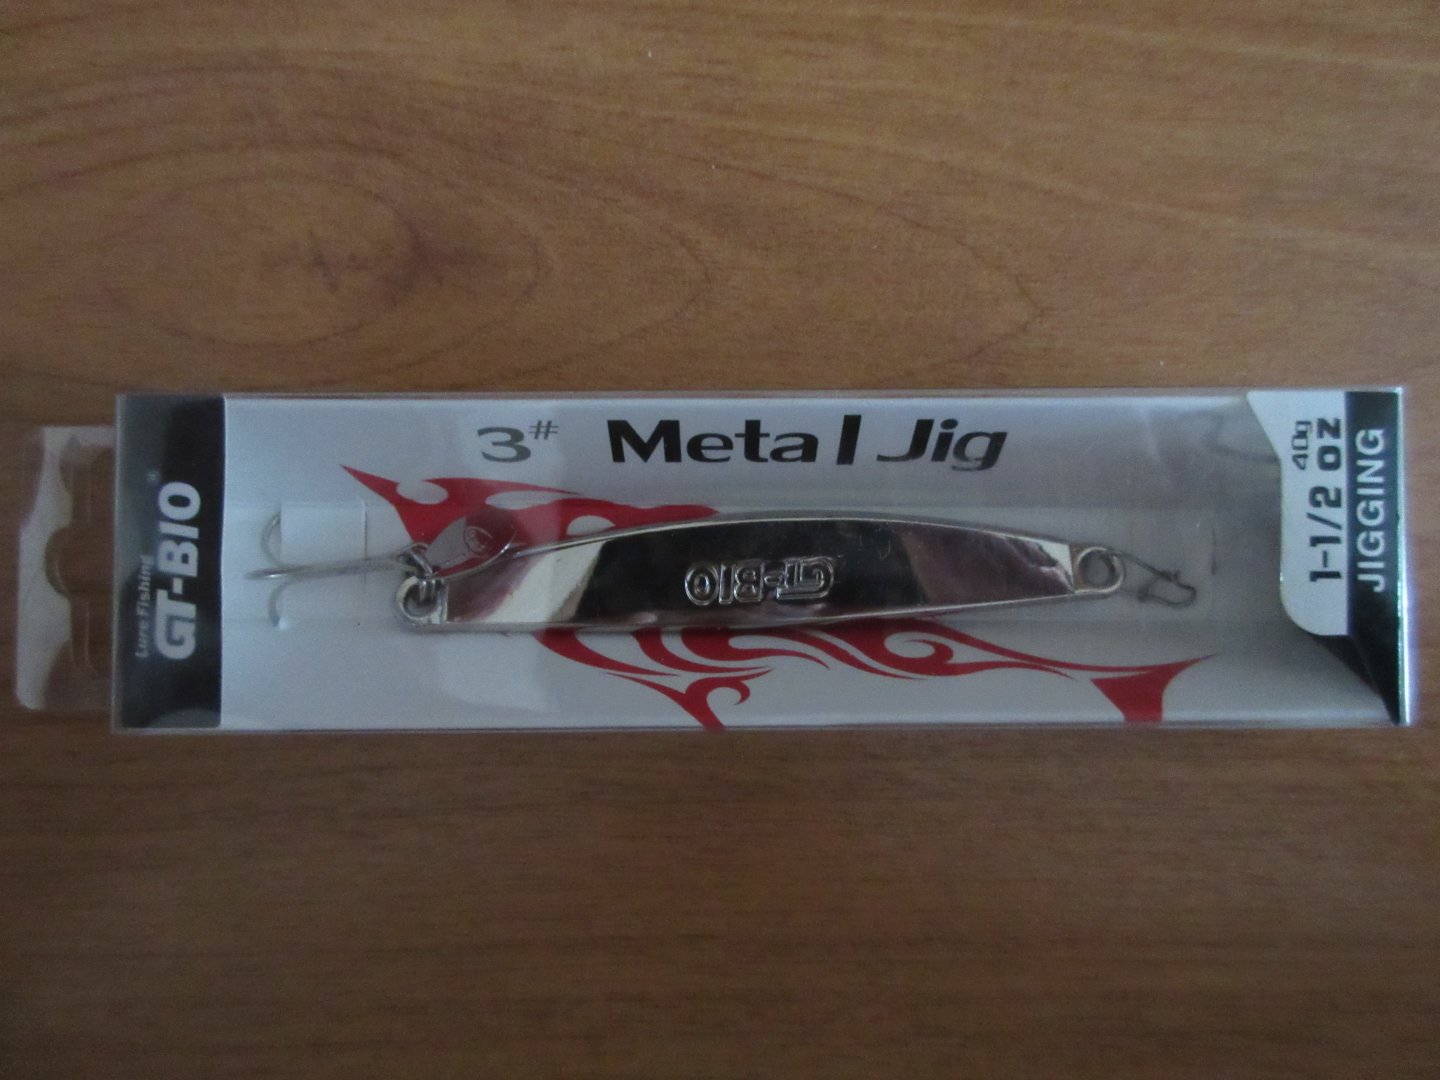 Lure Fishing
GT-BIO®
3# Metal Jig
GT-BIO
40g
1-1/2 OZ
JIGGING